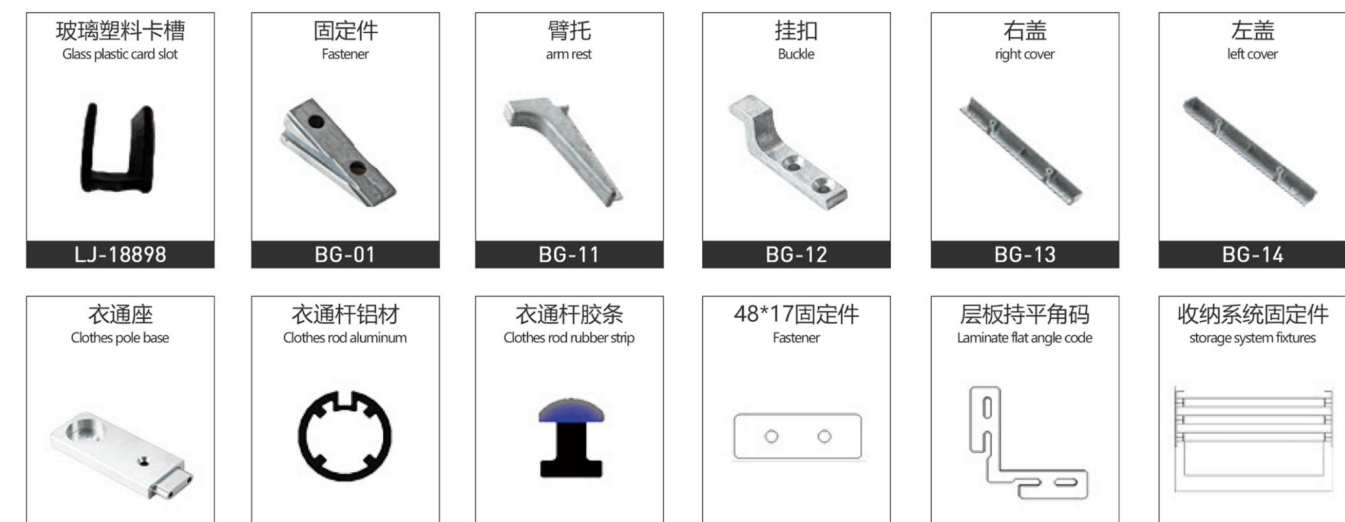 玻璃塑料卡槽
Glass plastic card slot
LJ-18898
固定件
Fastener
BG-01
臂托
arm rest
BG-11
挂扣
Buckle
BG-12
右盖
right cover
BG-13
左盖
left cover
BG-14
衣通座
Clothes pole base
衣通杆铝材
Clothes rod aluminum
衣通杆胶条
Clothes rod rubber strip
48*17固定件
Fastener
层板持平角码
Laminate flat angle code
收纳系统固定件
storage system fixtures